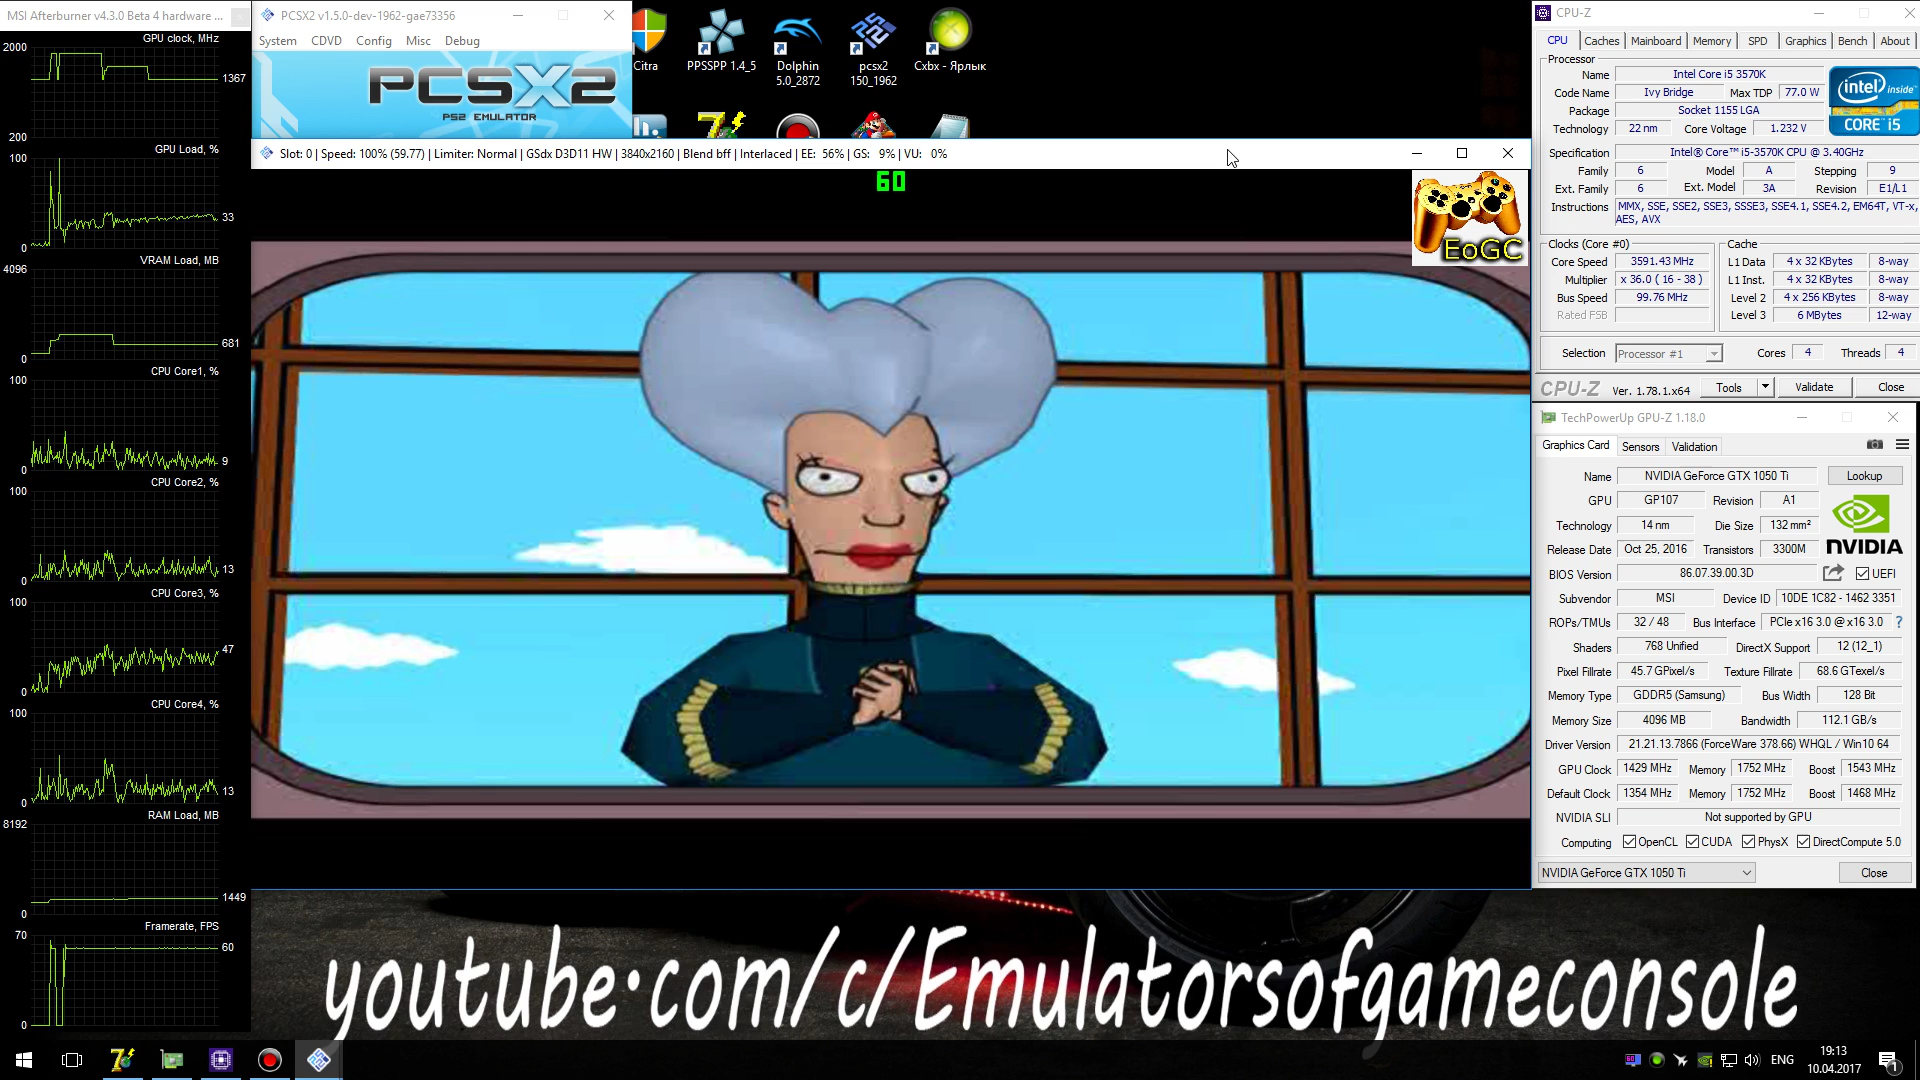 MSI Afterburner v4.3.0 Beta 4 hardware ...
GPU clock, MHz
2000
1367
200
GPU Load, %
100
33
0
VRAM Load, MB
4096
681
0
CPU Core1, %
100
9
0
CPU Core2, %
100
13
0
CPU Core3, %
100
47
0
CPU Core4, %
100
13
0
RAM Load, MB
8192
1449
0
Framerate, FPS
70
60
0
PCSX2 v1.5.0-dev-1962-gae73356
System CDVD Config Misc Debug
PCSX2
PS2 EMULATOR
Citra
PPSSPP 1.4_5
Dolphin
5.0_2872
pcsx2
150_1962
Cxbx - Ярлык
Slot: 0 | Speed: 100% (59.77) | Limiter: Normal | GSdx D3D11 HW | 3840x2160 | Blend bff | Interlaced | EE: 56% | GS: 9% | VU: 0%
60
EoGC
CPU-Z
CPU Caches Mainboard Memory SPD Graphics Bench About
Processor
Name Intel Core i5 3570K
Code Name Ivy Bridge Max TDP 77.0 W
Package Socket 1155 LGA
Technology 22 nm Core Voltage 1.232 V
intel inside™
CORE i5
Specification Intel® Core™ i5-3570K CPU @ 3.40GHz
Family 6 Model A Stepping 9
Ext. Family 6 Ext. Model 3A Revision E1/L1
Instructions MMX, SSE, SSE2, SSE3, SSSE3, SSE4.1, SSE4.2, EM64T, VT-x,
AES, AVX
Clocks (Core #0) Cache
Core Speed 3591.43 MHz L1 Data 4 x 32 KBytes 8-way
Multiplier x 36.0 ( 16 - 38 ) L1 Inst. 4 x 32 KBytes 8-way
Bus Speed 99.76 MHz Level 2 4 x 256 KBytes 8-way
Rated FSB Level 3 6 MBytes 12-way
Selection Processor #1 Cores 4 Threads 4
CPU-Z Ver. 1.78.1.x64 Tools Validate Close
TechPowerUp GPU-Z 1.18.0
Graphics Card Sensors Validation
Name NVIDIA GeForce GTX 1050 Ti Lookup
GPU GP107 Revision A1
Technology 14 nm Die Size 132 mm²
Release Date Oct 25, 2016 Transistors 3300M
NVIDIA
BIOS Version 86.07.39.00.3D UEFI
Subvendor MSI Device ID 10DE 1C82 - 1462 3351
ROPs/TMUs 32 / 48 Bus Interface PCIe x16 3.0 @ x16 3.0 ?
Shaders 768 Unified DirectX Support 12 (12_1)
Pixel Fillrate 45.7 GPixel/s Texture Fillrate 68.6 GTexel/s
Memory Type GDDR5 (Samsung) Bus Width 128 Bit
Memory Size 4096 MB Bandwidth 112.1 GB/s
Driver Version 21.21.13.7866 (ForceWare 378.66) WHQL / Win10 64
GPU Clock 1429 MHz Memory 1752 MHz Boost 1543 MHz
Default Clock 1354 MHz Memory 1752 MHz Boost 1468 MHz
NVIDIA SLI Not supported by GPU
Computing OpenCL CUDA PhysX DirectCompute 5.0
NVIDIA GeForce GTX 1050 Ti Close
youtube.com/c/Emulatorsofgameconsole
ENG
19:13
10.04.2017
1